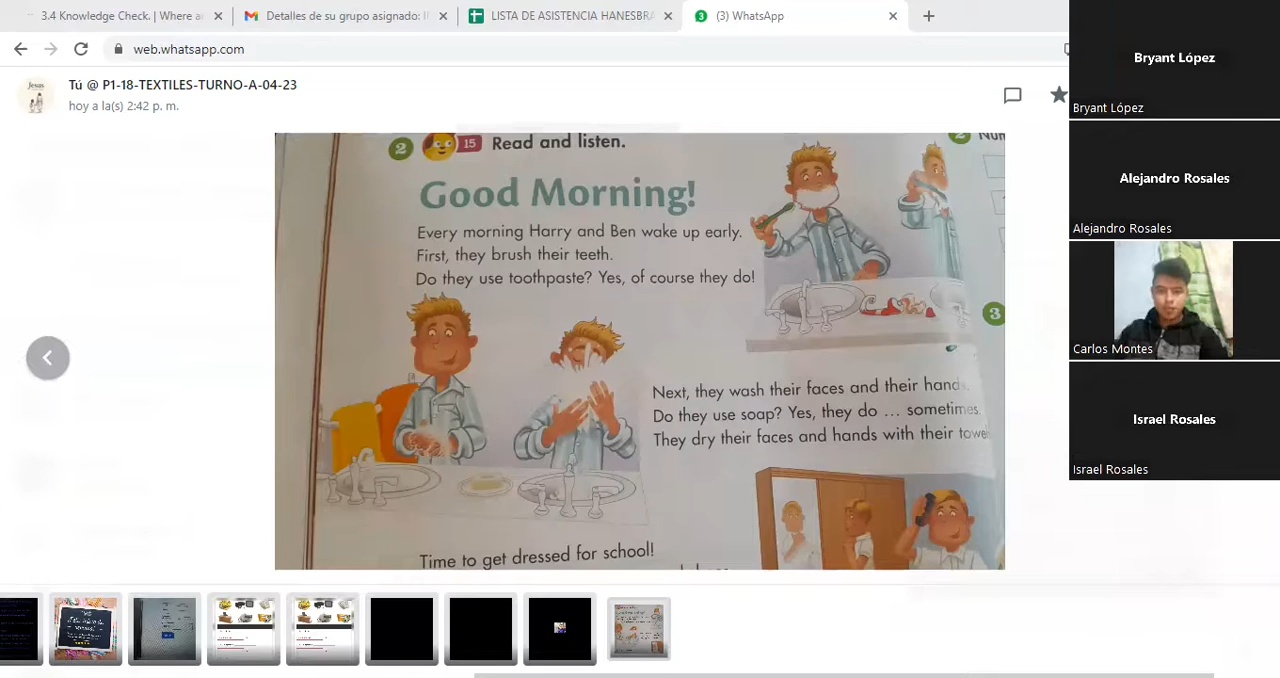 3.4 Knowledge Check. | Where a
Detalles de su grupo asignado: I
LISTA DE ASISTENCIA HANESBRA
(3) WhatsApp
web.whatsapp.com
Tú @ P1-18-TEXTILES-TURNO-A-04-23
hoy a la(s) 2:42 p. m.
2 15 Read and listen.
Good Morning!
Every morning Harry and Ben wake up early.
First, they brush their teeth.
Do they use toothpaste? Yes, of course they do!
Next, they wash their faces and their hand
Do they use soap? Yes, they do ... sometimes.
They dry their faces and hands with their towe
Time to get dressed for school!
2
3
Bryant López
Bryant López
Alejandro Rosales
Alejandro Rosales
Carlos Montes
Israel Rosales
Israel Rosales